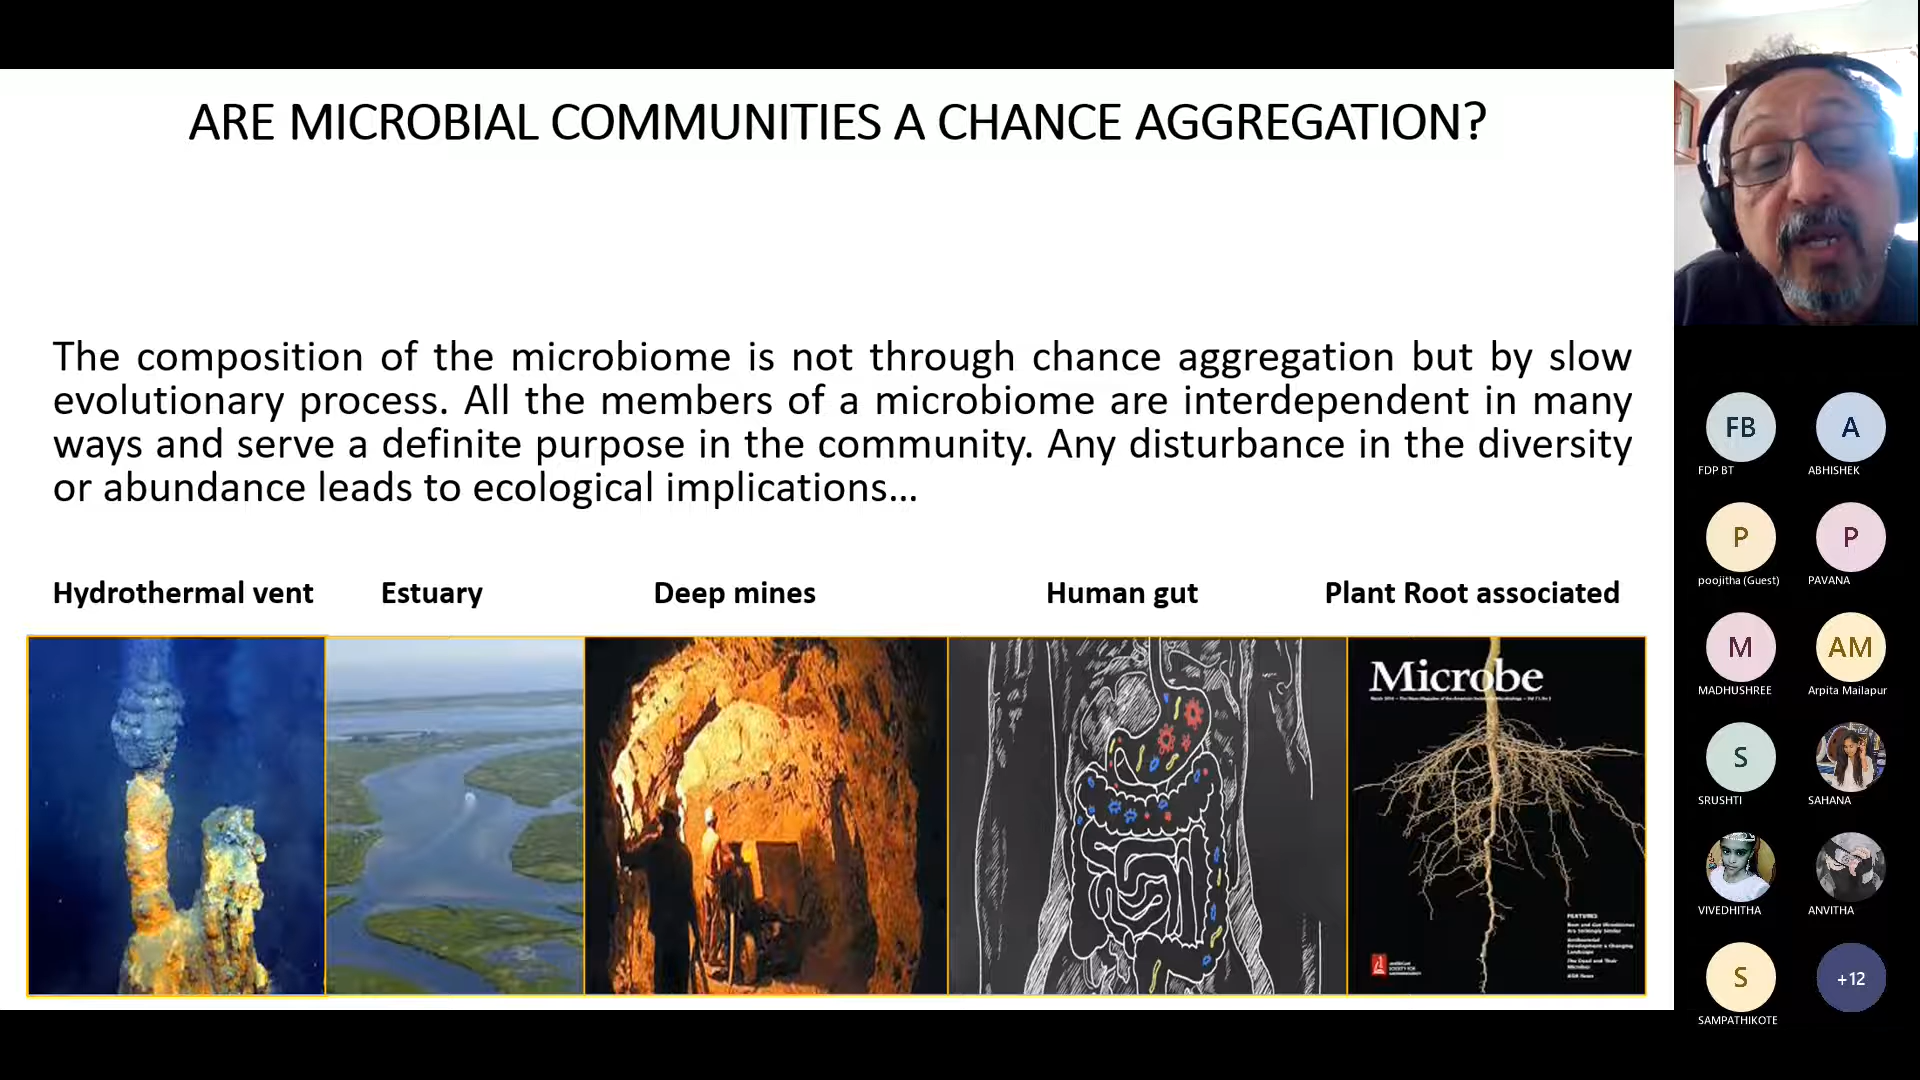 ARE MICROBIAL COMMUNITIES A CHANCE AGGREGATION?
The composition of the microbiome is not through chance aggregation but by slow
evolutionary process. All the members of a microbiome are interdependent in many
ways and serve a definite purpose in the community. Any disturbance in the diversity
or abundance leads to ecological implications...
Hydrothermal vent
Estuary
Deep mines
Human gut
Plant Root associated
Microbe
FEATURES
FB
FDP BT
A
ABHISHEK
P
poojitha (Guest)
P
PAVANA
M
MADHUSHREE
AM
Arpita Mailapur
S
SRUSHTI
SAHANA
VIVEDHITHA
ANVITHA
S
SAMPATHIKOTE
+12